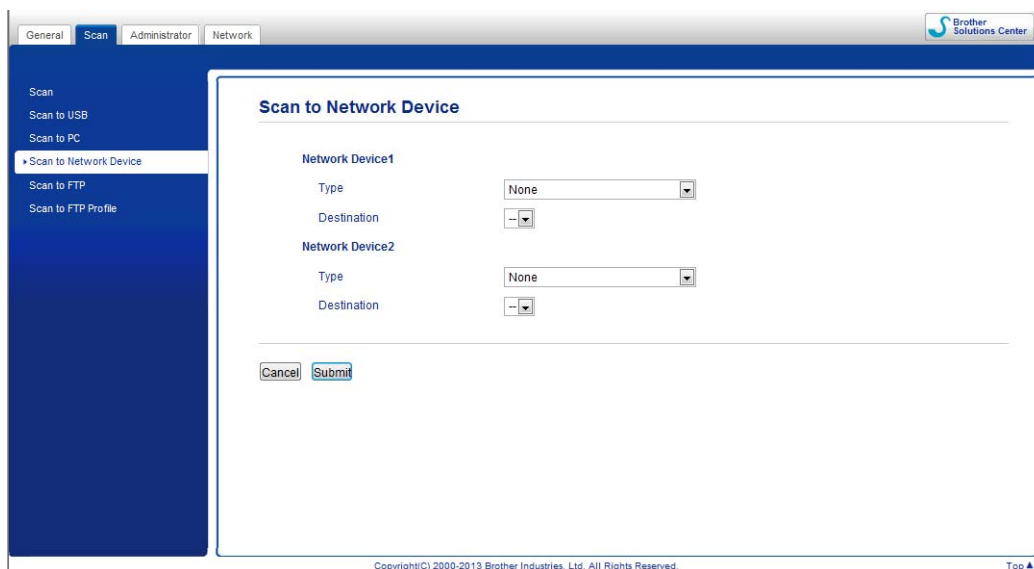 General Scan Administrator Network
Brother
Solutions Center
Scan
Scan to USB
Scan to PC
Scan to Network Device
Scan to FTP
Scan to FTP Profile
Scan to Network Device
Network Device1
Type None
Destination --
Network Device2
Type None
Destination --
Cancel Submit
Copyright(C) 2000-2013 Brother Industries, Ltd. All Rights Reserved. Top▲